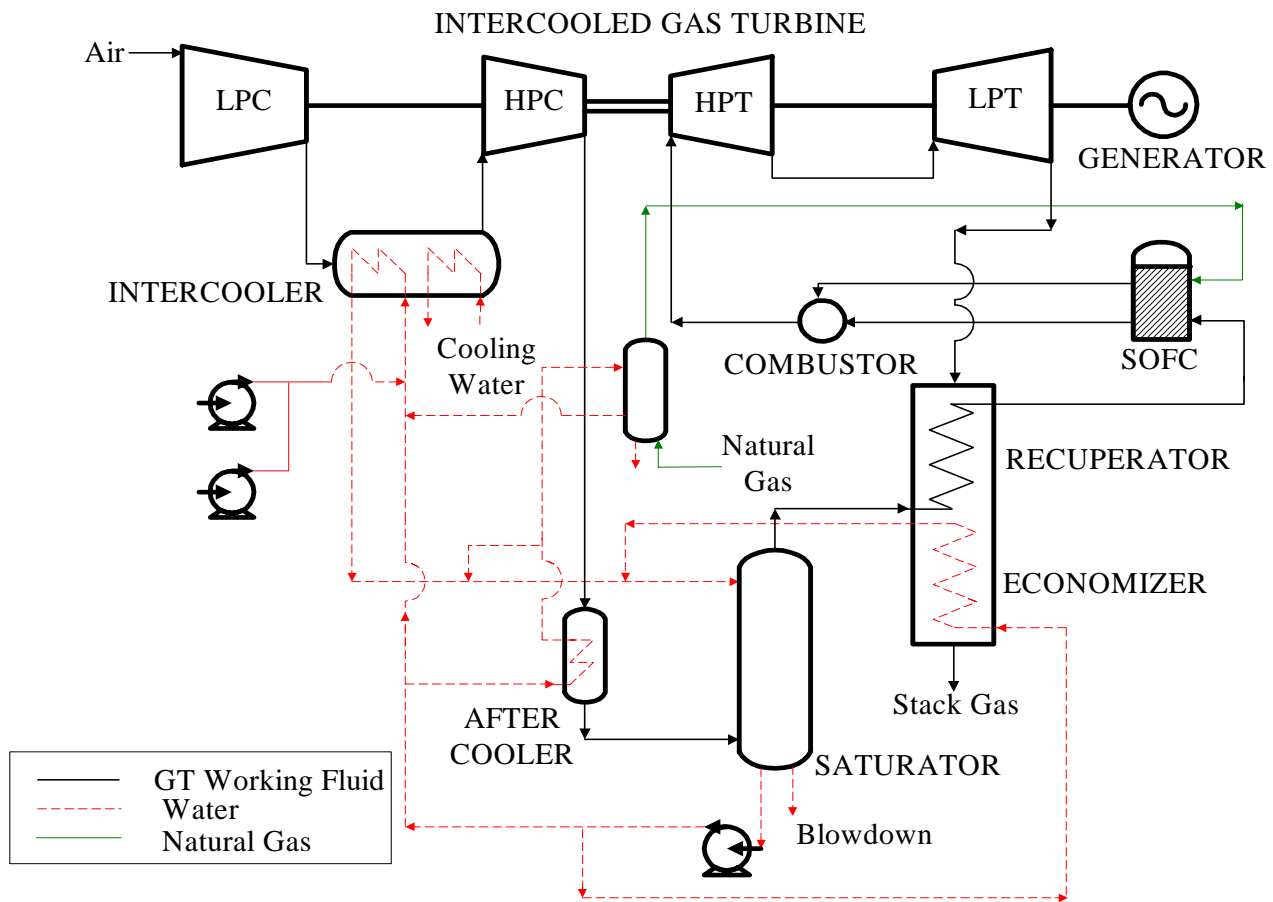 INTERCOOLED GAS TURBINE
Air
LPC
HPC
HPT
LPT
GENERATOR
INTERCOOLER
Cooling
Water
COMBUSTOR
SOFC
Natural
Gas
RECUPERATOR
ECONOMIZER
AFTER
COOLER
SATURATOR
Stack Gas
Blowdown
GT Working Fluid
Water
Natural Gas